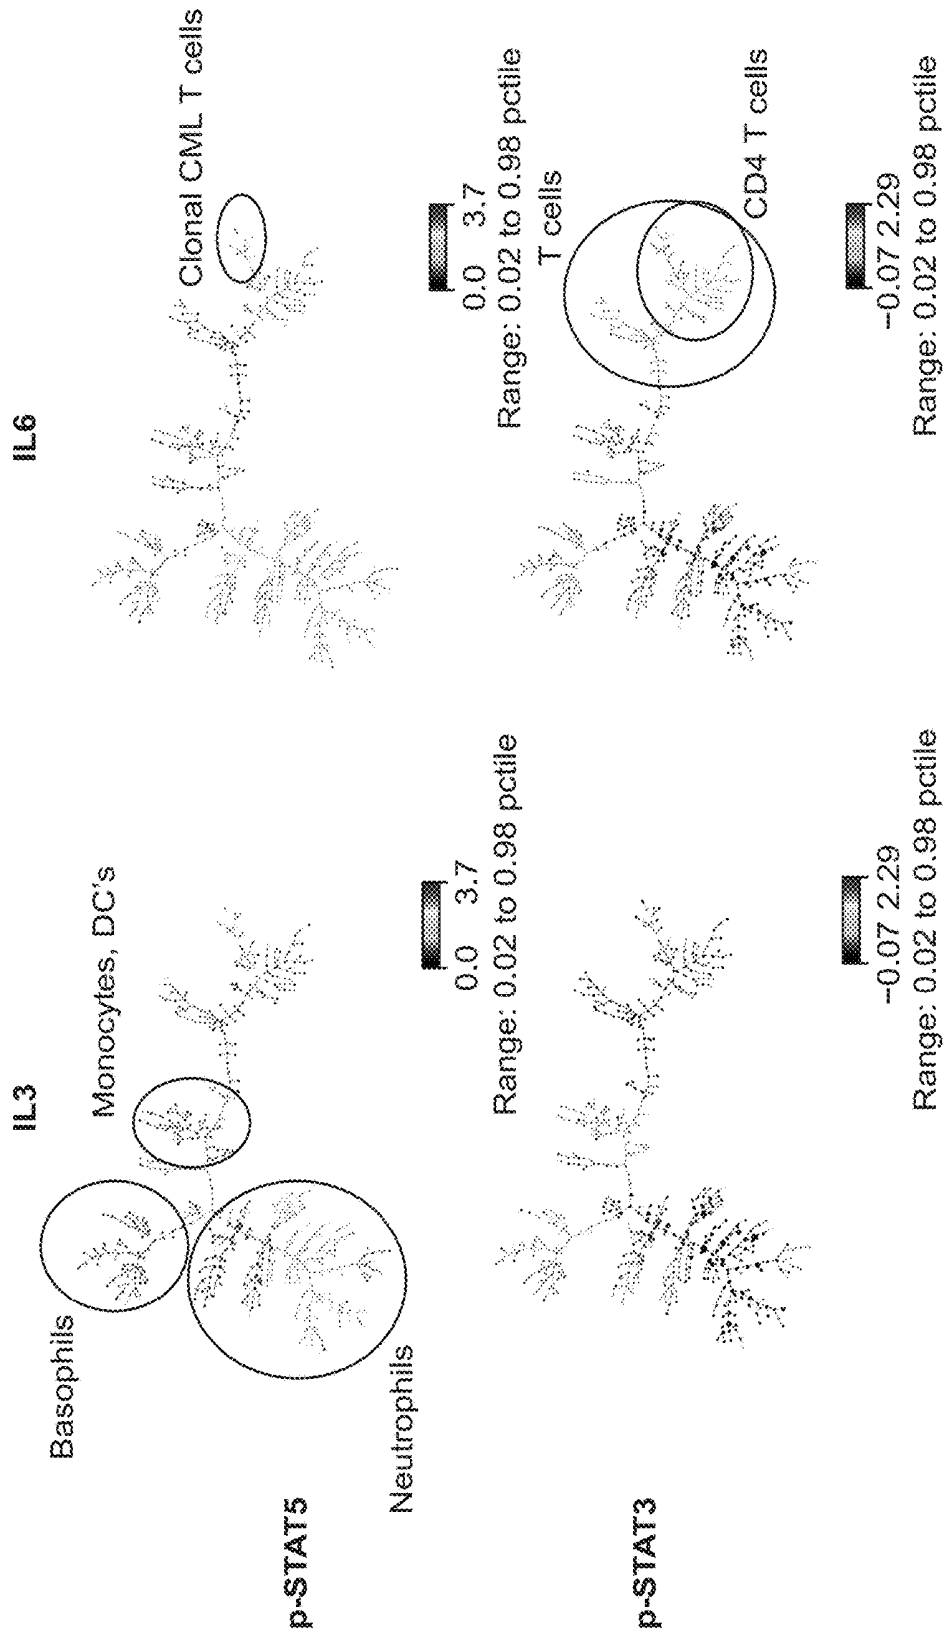 IL3
IL6
Basophils
Monocytes, DC's
Clonal CML T cells
p-STAT5
Neutrophils
0.0 3.7
Range: 0.02 to 0.98 pctile
0.0 3.7
Range: 0.02 to 0.98 pctile
T cells
p-STAT3
CD4 T cells
−0.07 2.29
Range: 0.02 to 0.98 pctile
−0.07 2.29
Range: 0.02 to 0.98 pctile